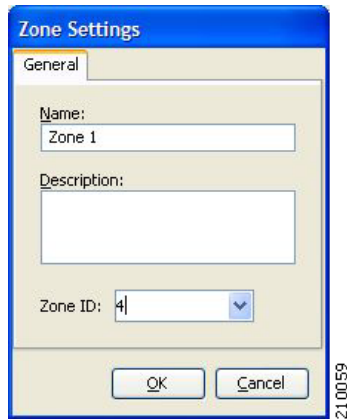 Zone Settings
General
Name:
Zone 1
Description:
Zone ID: 4
OK Cancel
210059